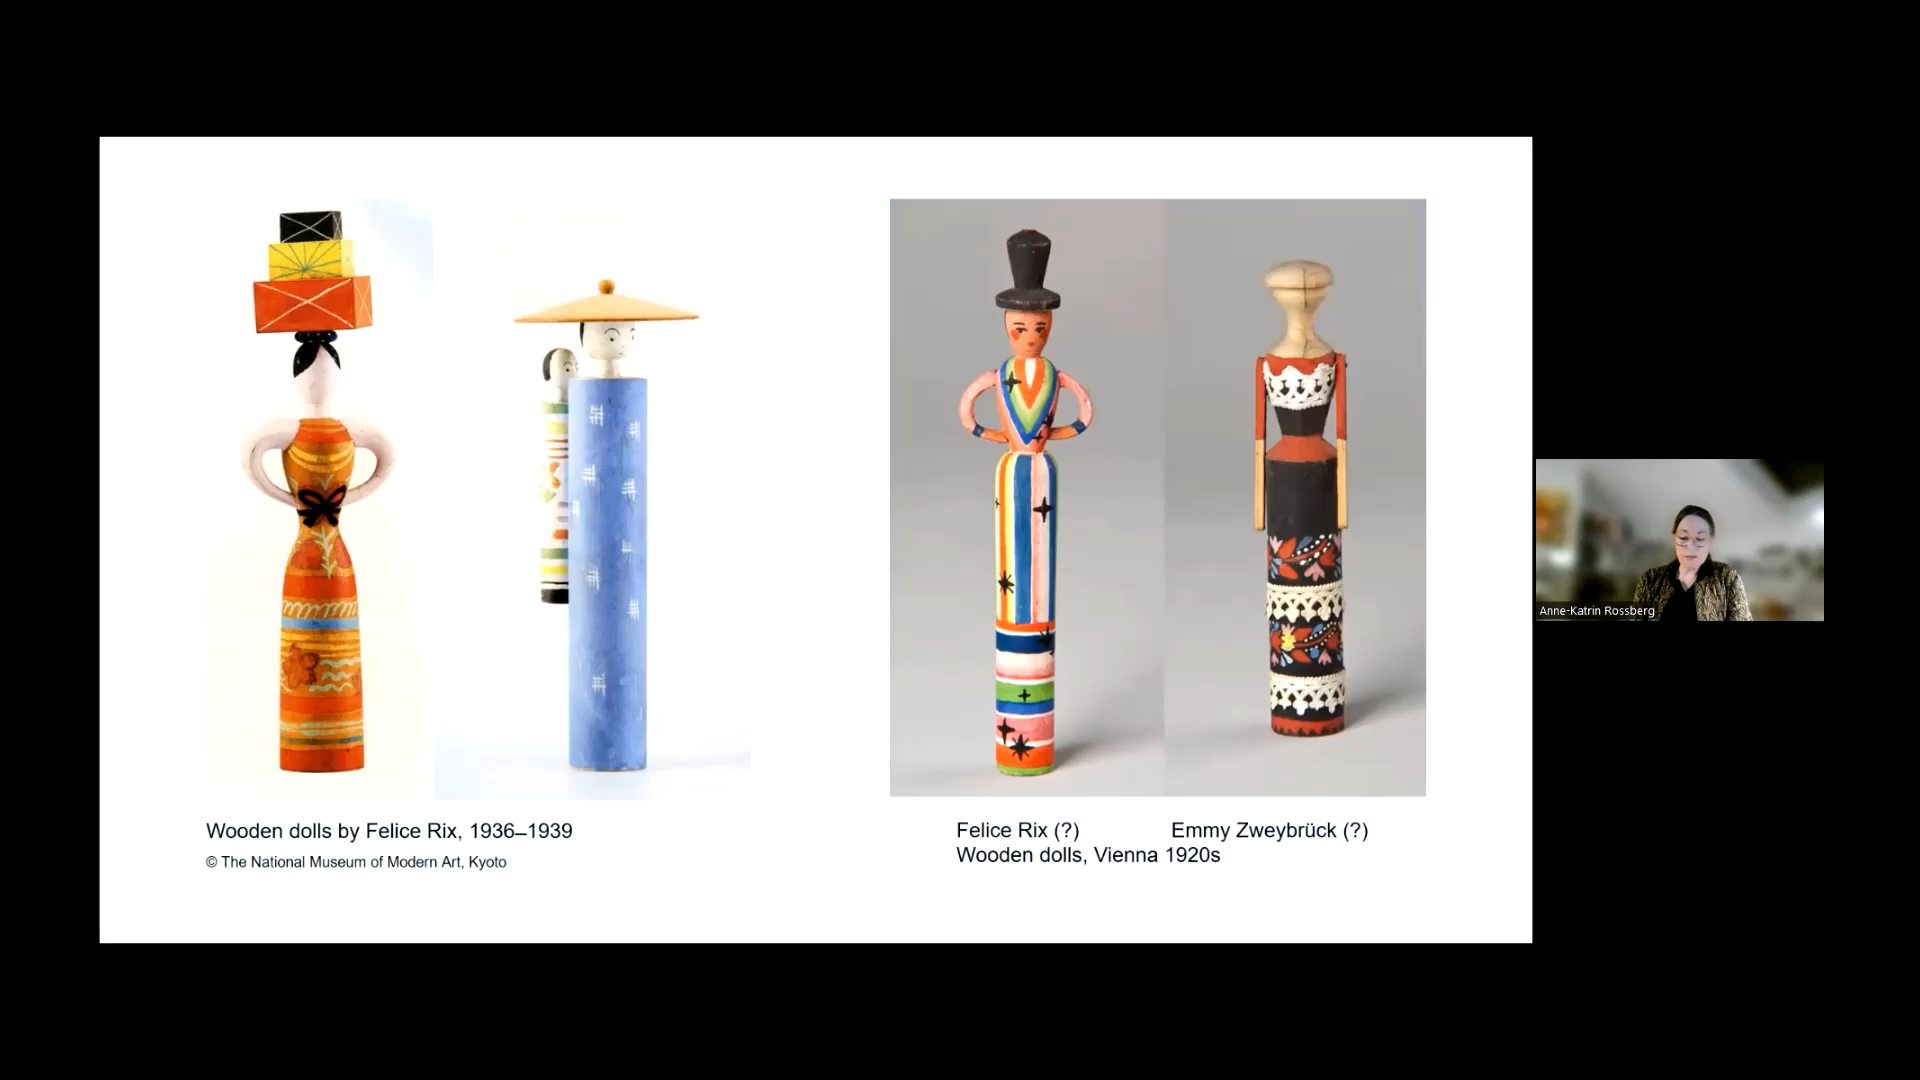 Wooden dolls by Felice Rix, 1936–1939
© The National Museum of Modern Art, Kyoto
Felice Rix (?) Emmy Zweybrück (?)
Wooden dolls, Vienna 1920s
Anne-Katrin Rossberg